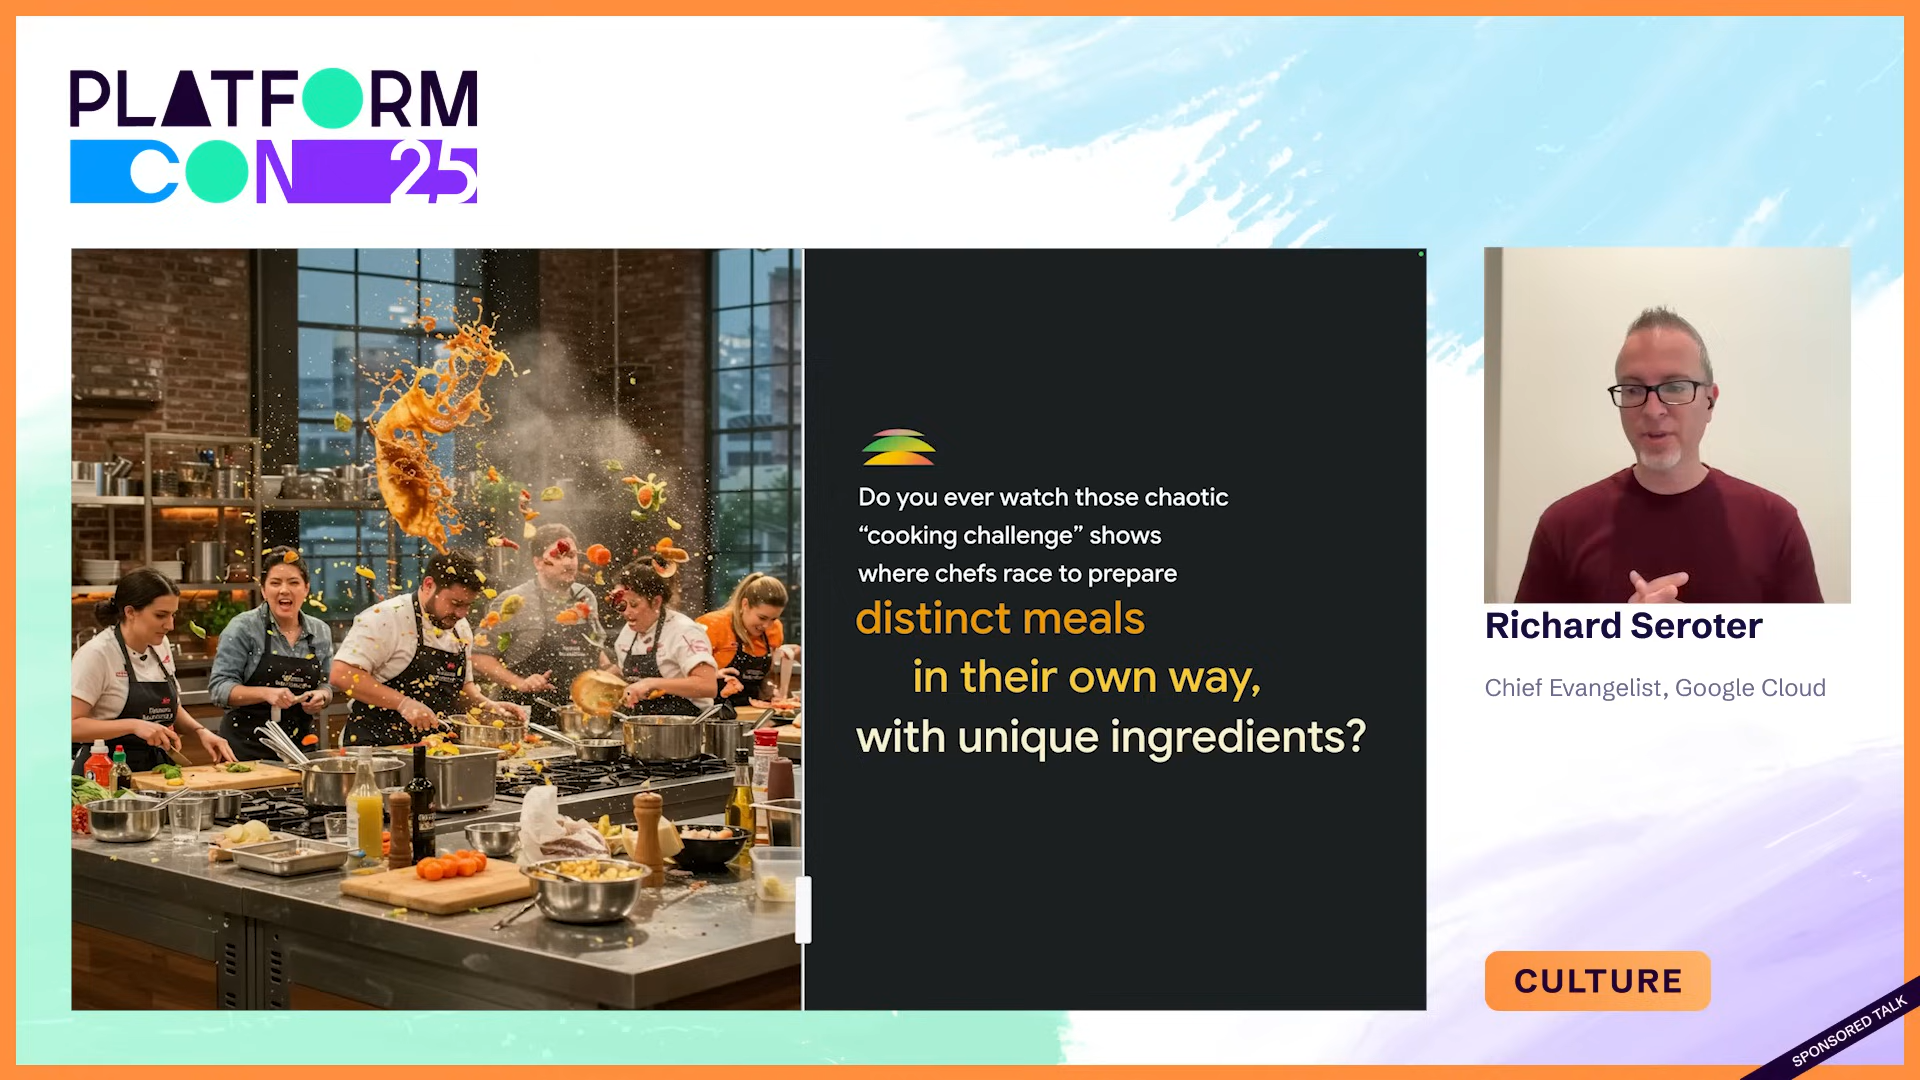 PLATFORM
CON 25
Do you ever watch those chaotic
“cooking challenge” shows
where chefs race to prepare
distinct meals
in their own way,
with unique ingredients?
Richard Seroter
Chief Evangelist, Google Cloud
CULTURE
SPONSORED TALK